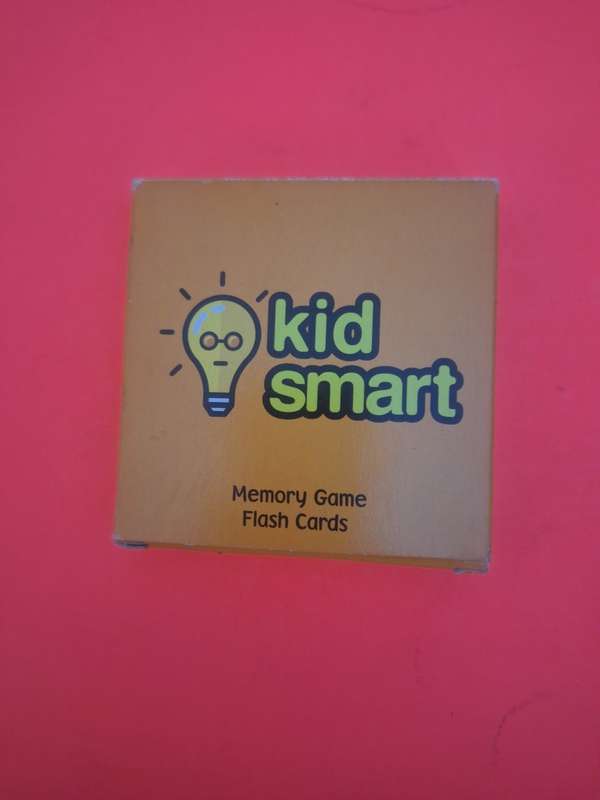 kid
smart
Memory Game
Flash Cards